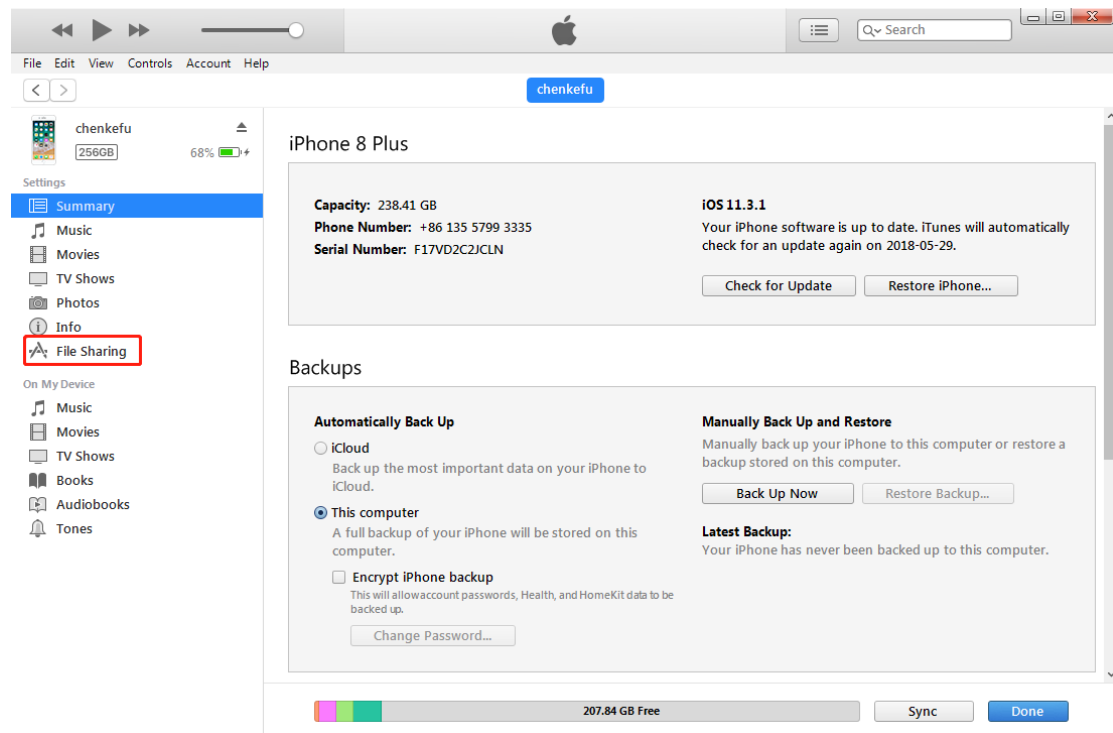 Search
File Edit View Controls Account Help
chenkefu
chenkefu
256GB 68%
Settings
Summary
Music
Movies
TV Shows
Photos
Info
File Sharing
On My Device
Music
Movies
TV Shows
Books
Audiobooks
Tones
iPhone 8 Plus
Capacity: 238.41 GB
Phone Number: +86 135 5799 3335
Serial Number: F17VD2C2JCLN
iOS 11.3.1
Your iPhone software is up to date. iTunes will automatically
check for an update again on 2018-05-29.
Check for Update Restore iPhone...
Backups
Automatically Back Up
iCloud
Back up the most important data on your iPhone to
iCloud.
This computer
A full backup of your iPhone will be stored on this
computer.
Encrypt iPhone backup
This will allow account passwords, Health, and HomeKit data to be
backed up.
Change Password...
Manually Back Up and Restore
Manually back up your iPhone to this computer or restore a
backup stored on this computer.
Back Up Now Restore Backup...
Latest Backup:
Your iPhone has never been backed up to this computer.
207.84 GB Free Sync Done